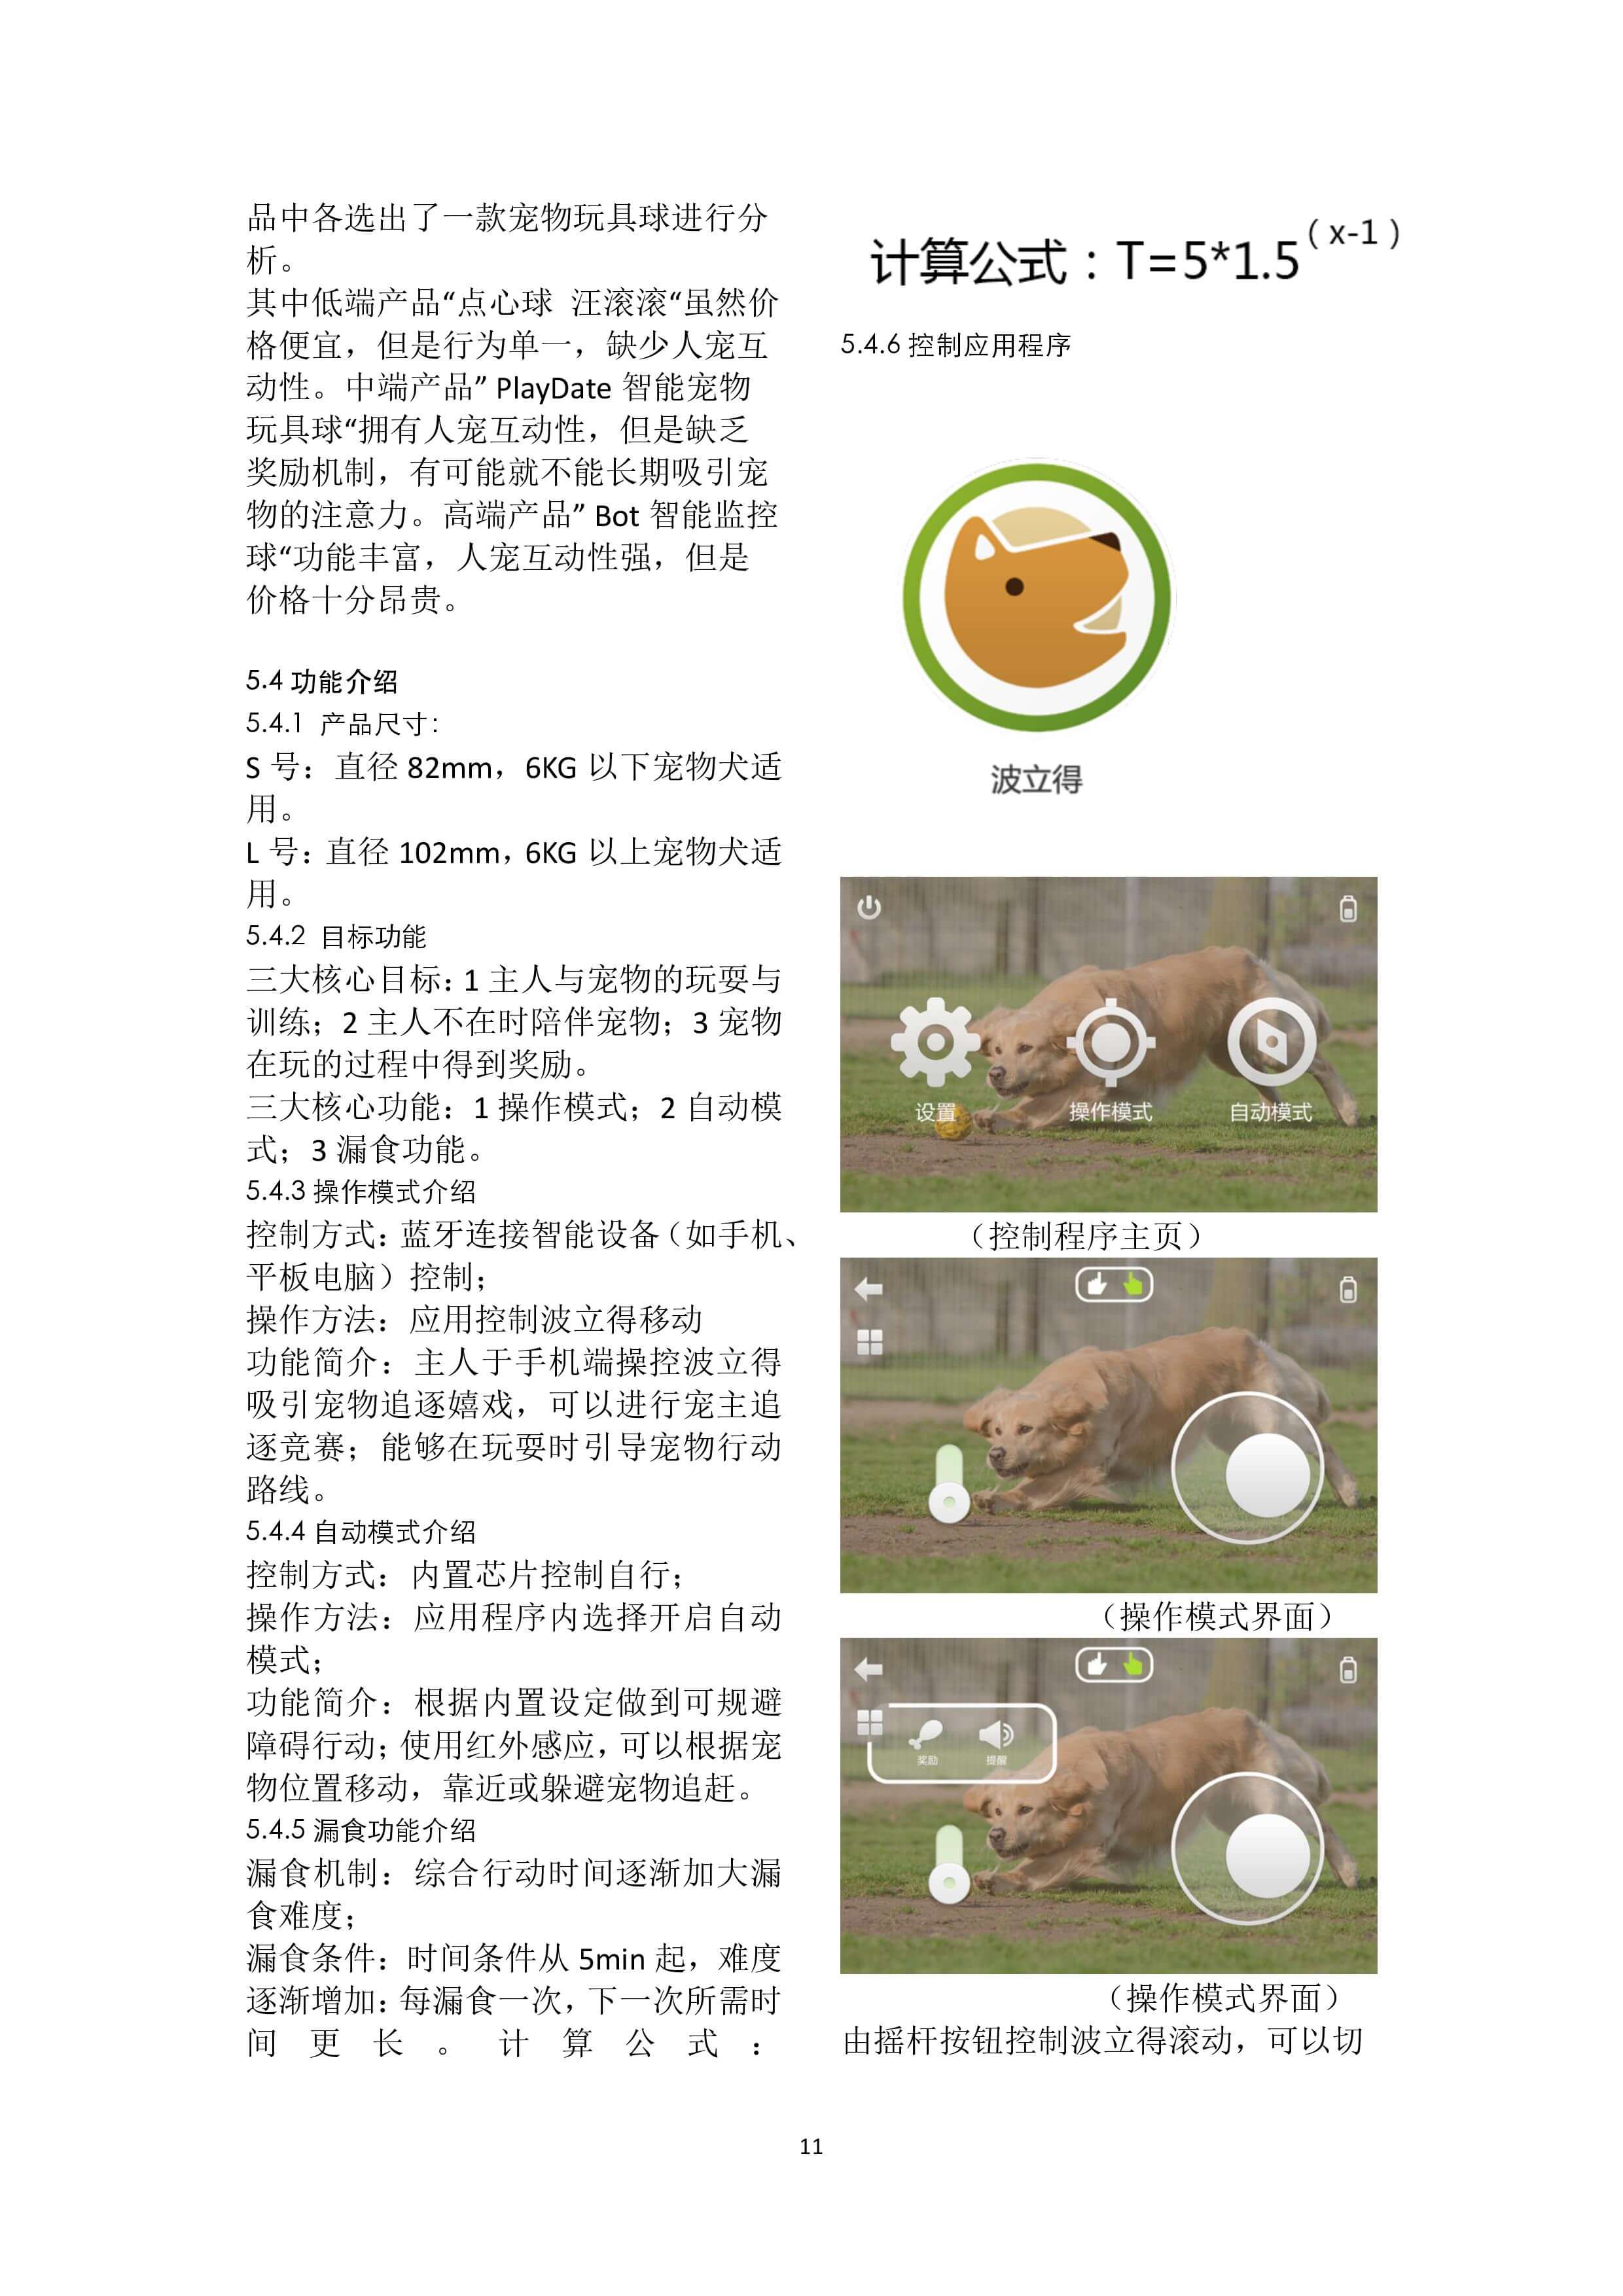 品中各选出了一款宠物玩具球进行分
析。
其中低端产品“点心球 汪滚滚“虽然价
格便宜，但是行为单一，缺少人宠互
动性。中端产品” PlayDate 智能宠物
玩具球“拥有人宠互动性，但是缺乏
奖励机制，有可能就不能长期吸引宠
物的注意力。高端产品” Bot 智能监控
球“功能丰富，人宠互动性强，但是
价格十分昂贵。
5.4 功能介绍
5.4.1 产品尺寸：
S 号：直径 82mm，6KG 以下宠物犬适
用。
L 号：直径 102mm，6KG 以上宠物犬适
用。
5.4.2 目标功能
三大核心目标：1 主人与宠物的玩耍与
训练；2 主人不在时陪伴宠物；3 宠物
在玩的过程中得到奖励。
三大核心功能：1 操作模式；2 自动模
式；3 漏食功能。
5.4.3 操作模式介绍
控制方式：蓝牙连接智能设备（如手机、
平板电脑）控制；
操作方法：应用控制波立得移动
功能简介：主人于手机端操控波立得
吸引宠物追逐嬉戏，可以进行宠主追
逐竞赛；能够在玩耍时引导宠物行动
路线。
5.4.4 自动模式介绍
控制方式：内置芯片控制自行；
操作方法：应用程序内选择开启自动
模式；
功能简介：根据内置设定做到可规避
障碍行动；使用红外感应，可以根据宠
物位置移动，靠近或躲避宠物追赶。
5.4.5 漏食功能介绍
漏食机制：综合行动时间逐渐加大漏
食难度；
漏食条件：时间条件从 5min 起，难度
逐渐增加：每漏食一次，下一次所需时
间更长。计算公式：
计算公式：T=5*1.5（x-1）
5.4.6 控制应用程序
波立得
设置 操作模式 自动模式
（控制程序主页）
（操作模式界面）
奖励 提醒
（操作模式界面）
由摇杆按钮控制波立得滚动，可以切
11